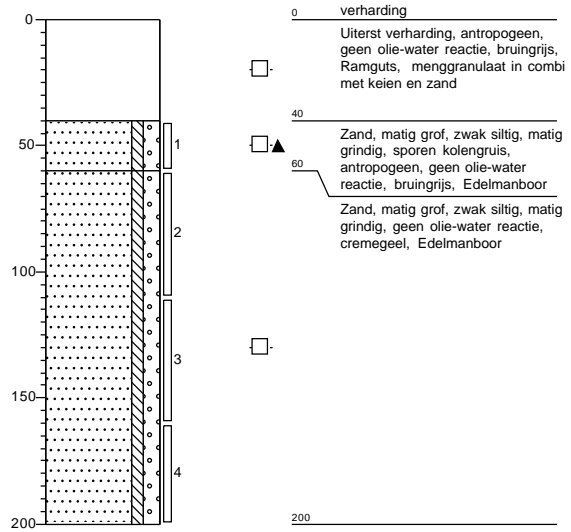 0
0
verharding
Uiterst verharding, antropogeen,
geen olie-water reactie, bruingrijs,
Ramguts, menggranulaat in combi
met keien en zand
40
Zand, matig grof, zwak siltig, matig
grindig, sporen kolengruis,
antropogeen, geen olie-water
reactie, bruingrijs, Edelmanboor
1
50
60
Zand, matig grof, zwak siltig, matig
grindig, geen olie-water reactie,
cremegeel, Edelmanboor
2
100
3
150
4
200
200